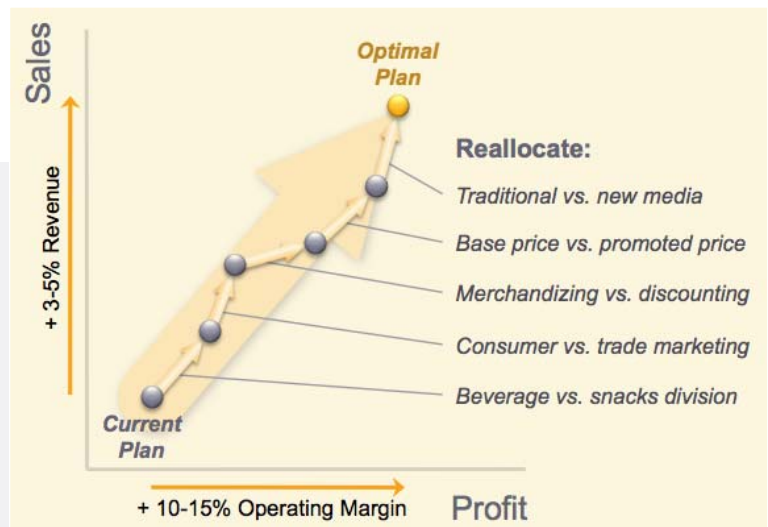 Sales
Optimal
Plan
+ 3-5% Revenue
Reallocate:
Traditional vs. new media
Base price vs. promoted price
Merchandizing vs. discounting
Consumer vs. trade marketing
Beverage vs. snacks division
Current
Plan
+ 10-15% Operating Margin
Profit